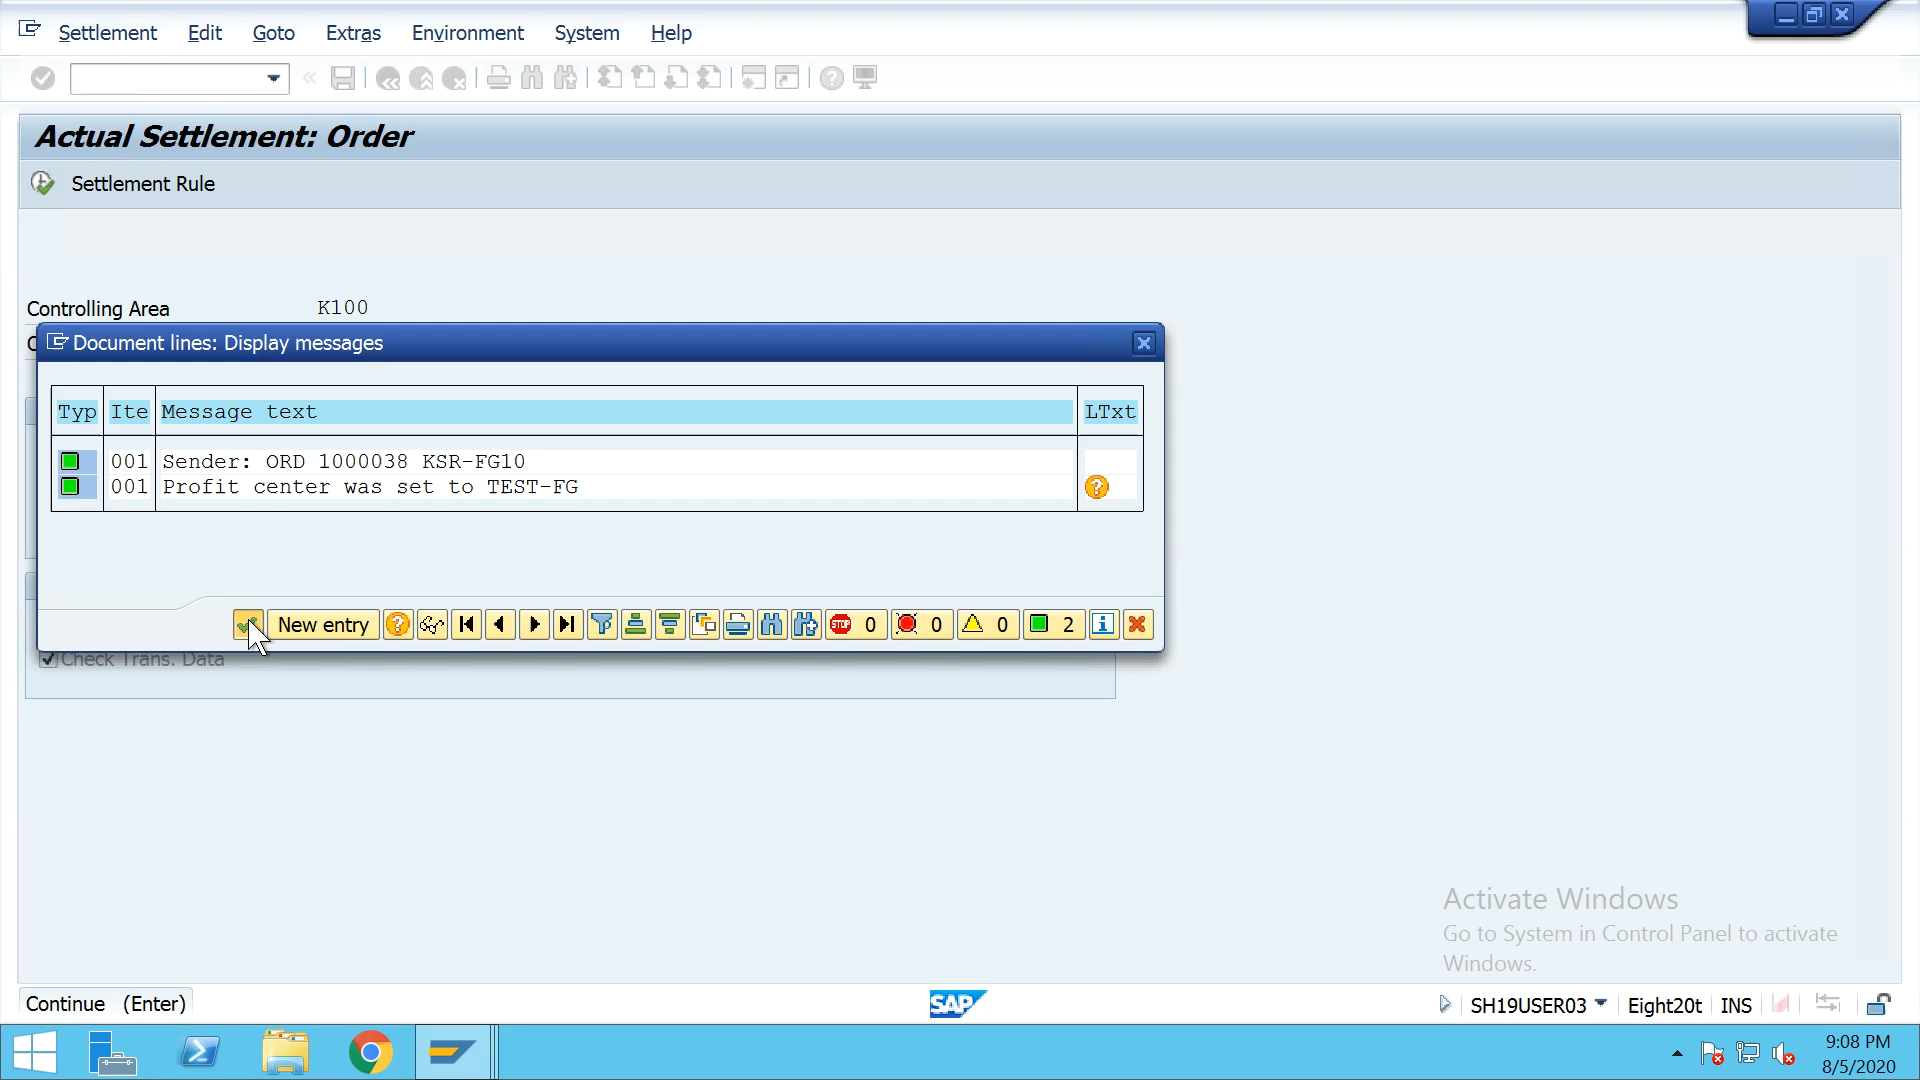 Settlement Edit Goto Extras Environment System Help
Actual Settlement: Order
Settlement Rule
Controlling Area K100
Document lines: Display messages
Typ Ite Message text LTxt
001 Sender: ORD 1000038 KSR-FG10
001 Profit center was set to TEST-FG
New entry STOP 0 0 0 2
Check Trans. Data
Activate Windows
Go to System in Control Panel to activate
Windows.
Continue (Enter) SAP SH19USER03 Eight20t INS
9:08 PM
8/5/2020